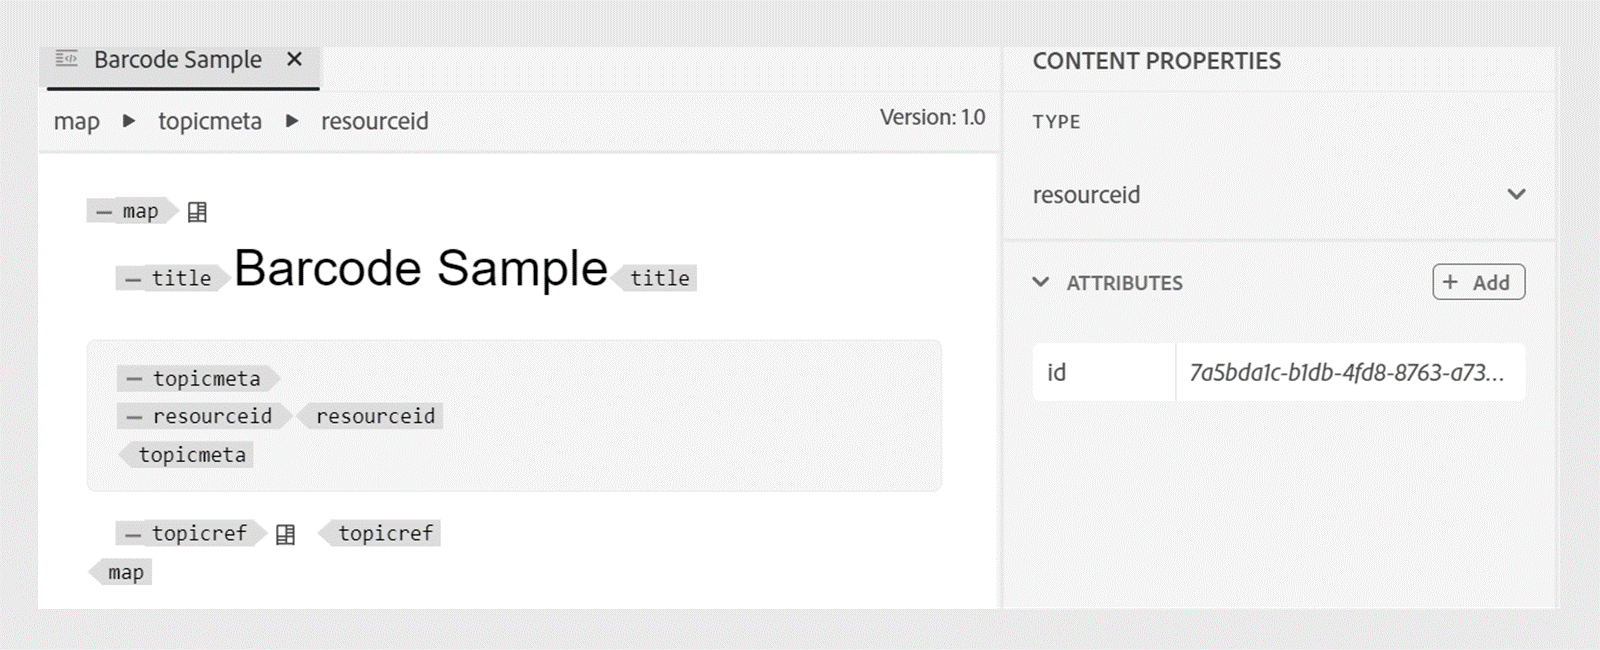 Barcode Sample
map topicmeta resourceid
Version: 1.0
map
title Barcode Sample title
topicmeta
resourceid resourceid
topicmeta
topicref topicref
map
CONTENT PROPERTIES
TYPE
resourceid
ATTRIBUTES
+ Add
id 7a5bda1c-b1db-4fd8-8763-a73...